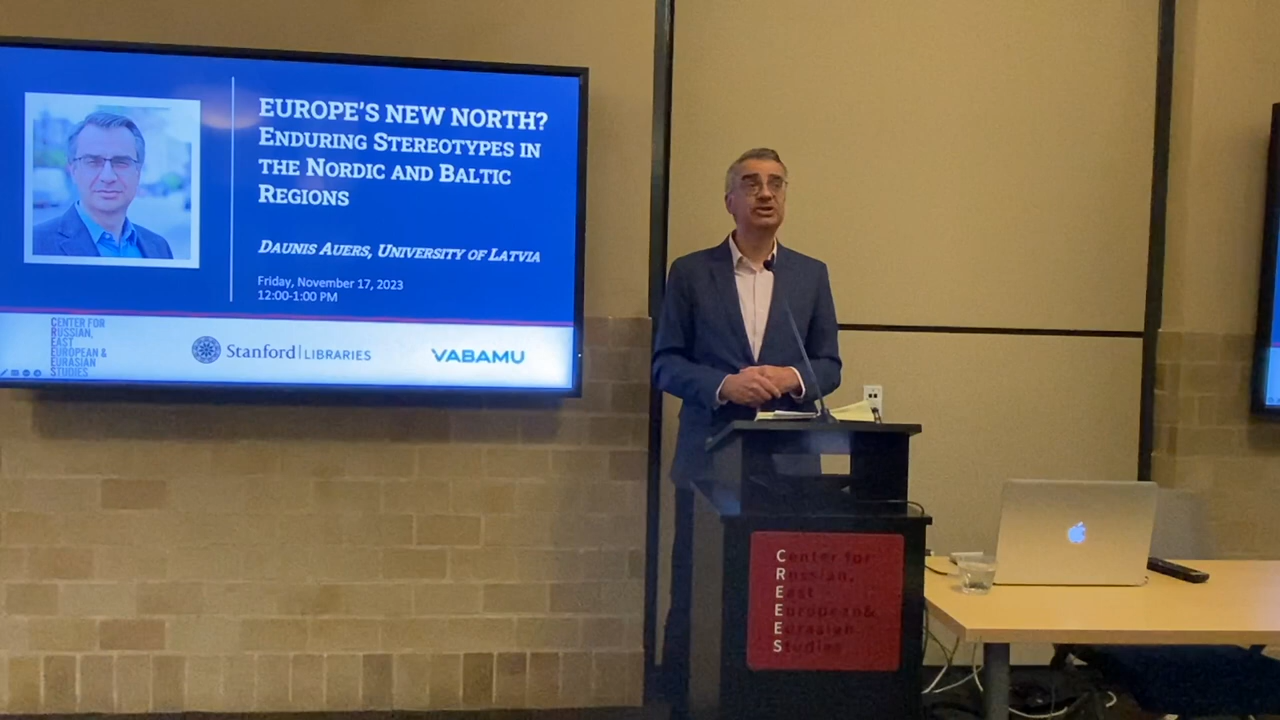 EUROPE'S NEW NORTH?
ENDURING STEREOTYPES IN
THE NORDIC AND BALTIC
REGIONS
DAUNIS AUERS, UNIVERSITY OF LATVIA
Friday, November 17, 2023
12:00-1:00 PM
CENTER FOR
RUSSIAN,
EAST
EUROPEAN &
EURASIAN
STUDIES
Stanford | LIBRARIES
VABAMU
Center for
Russian,
East
European &
Eurasian
Studies